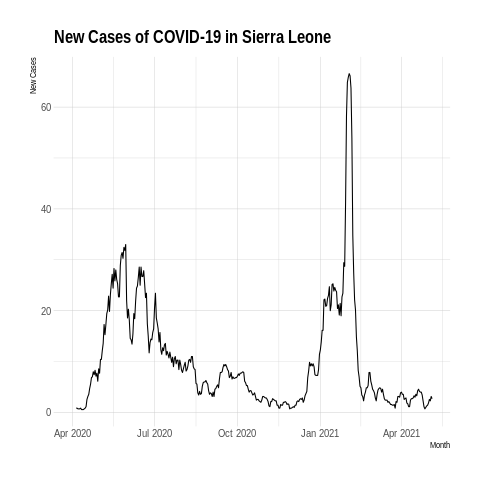 New Cases of COVID-19 in Sierra Leone
New Cases
60
40
20
0
Apr 2020 Jul 2020 Oct 2020 Jan 2021 Apr 2021
Month